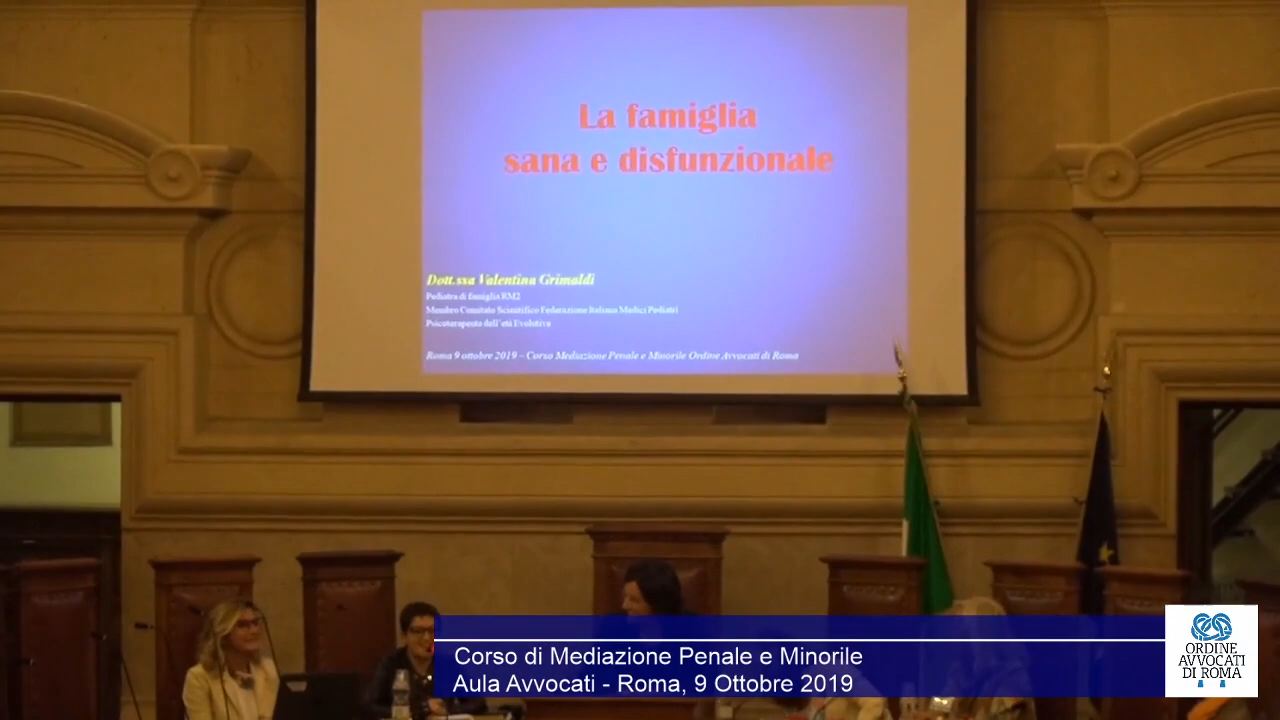 La famiglia
sana e disfunzionale
Dott.ssa Valentina Grimaldi
Pediatra di famiglia RM2
Membro Comitato Scientifico Federazione Italiana Medici Pediatri
Psicoterapeuta dell'età Evolutiva
Roma 9 ottobre 2019 – Corso Mediazione Penale e Minorile Ordine Avvocati di Roma
Corso di Mediazione Penale e Minorile
Aula Avvocati - Roma, 9 Ottobre 2019
ORDINE
AVVOCATI
DI ROMA